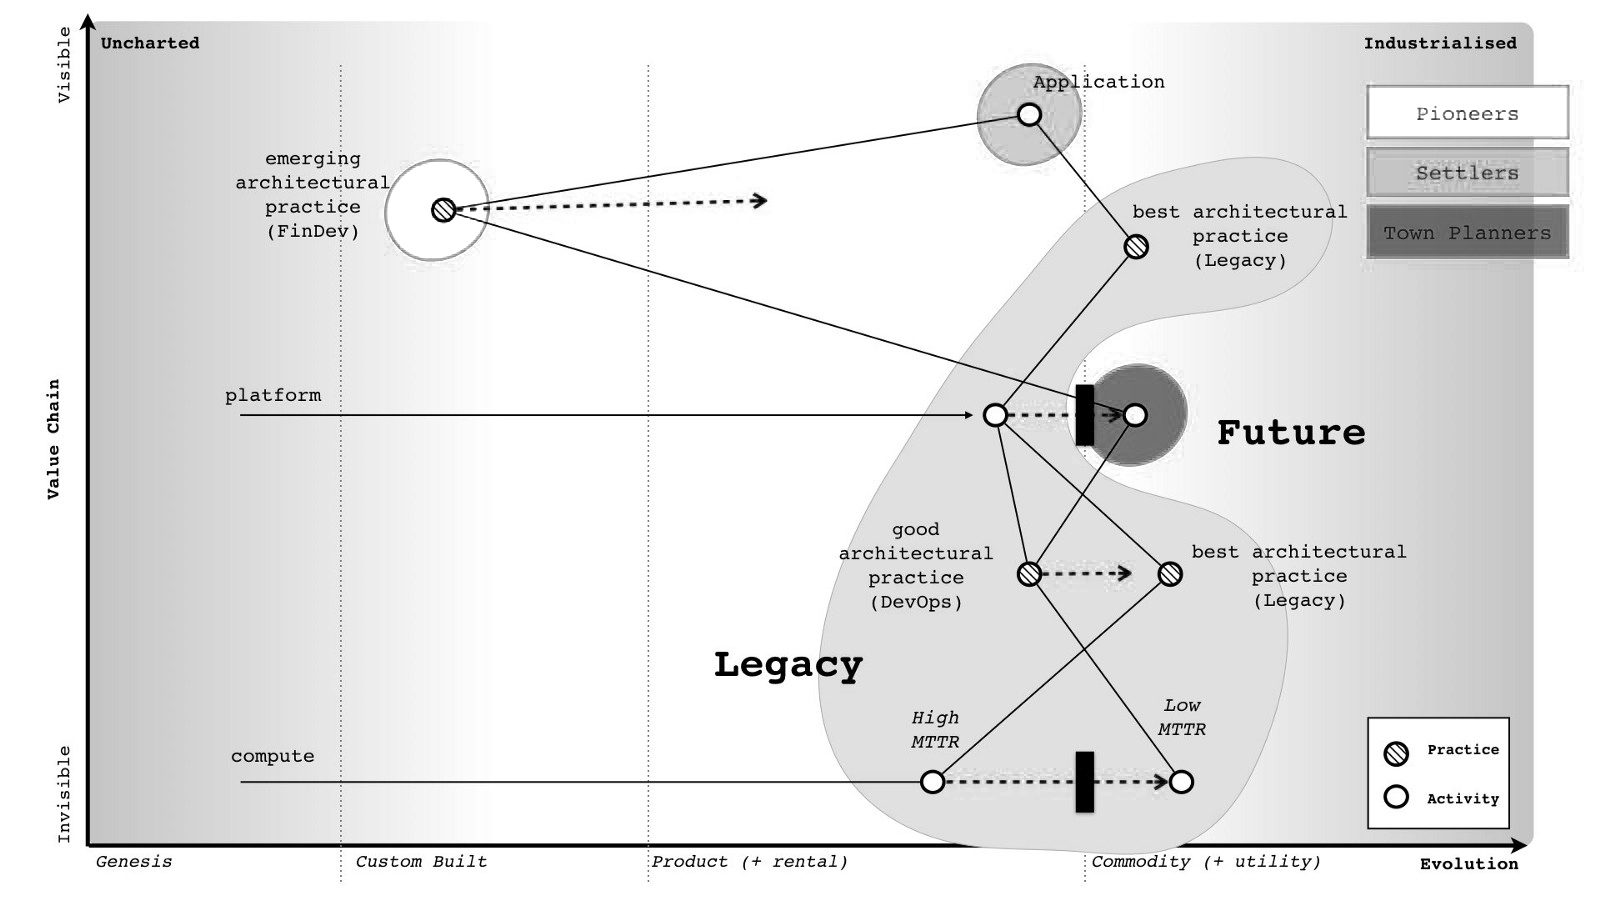 Visible
Uncharted
Industrialised
Application
Pioneers
Settlers
Town Planners
emerging
architectural
practice
(FinDev)
best architectural
practice
(Legacy)
platform
Value Chain
Future
good
architectural
practice
(DevOps)
best architectural
practice
(Legacy)
Legacy
High
MTTR
Low
MTTR
compute
Practice
Activity
Invisible
Genesis
Custom Built
Product (+ rental)
Commodity (+ utility)
Evolution